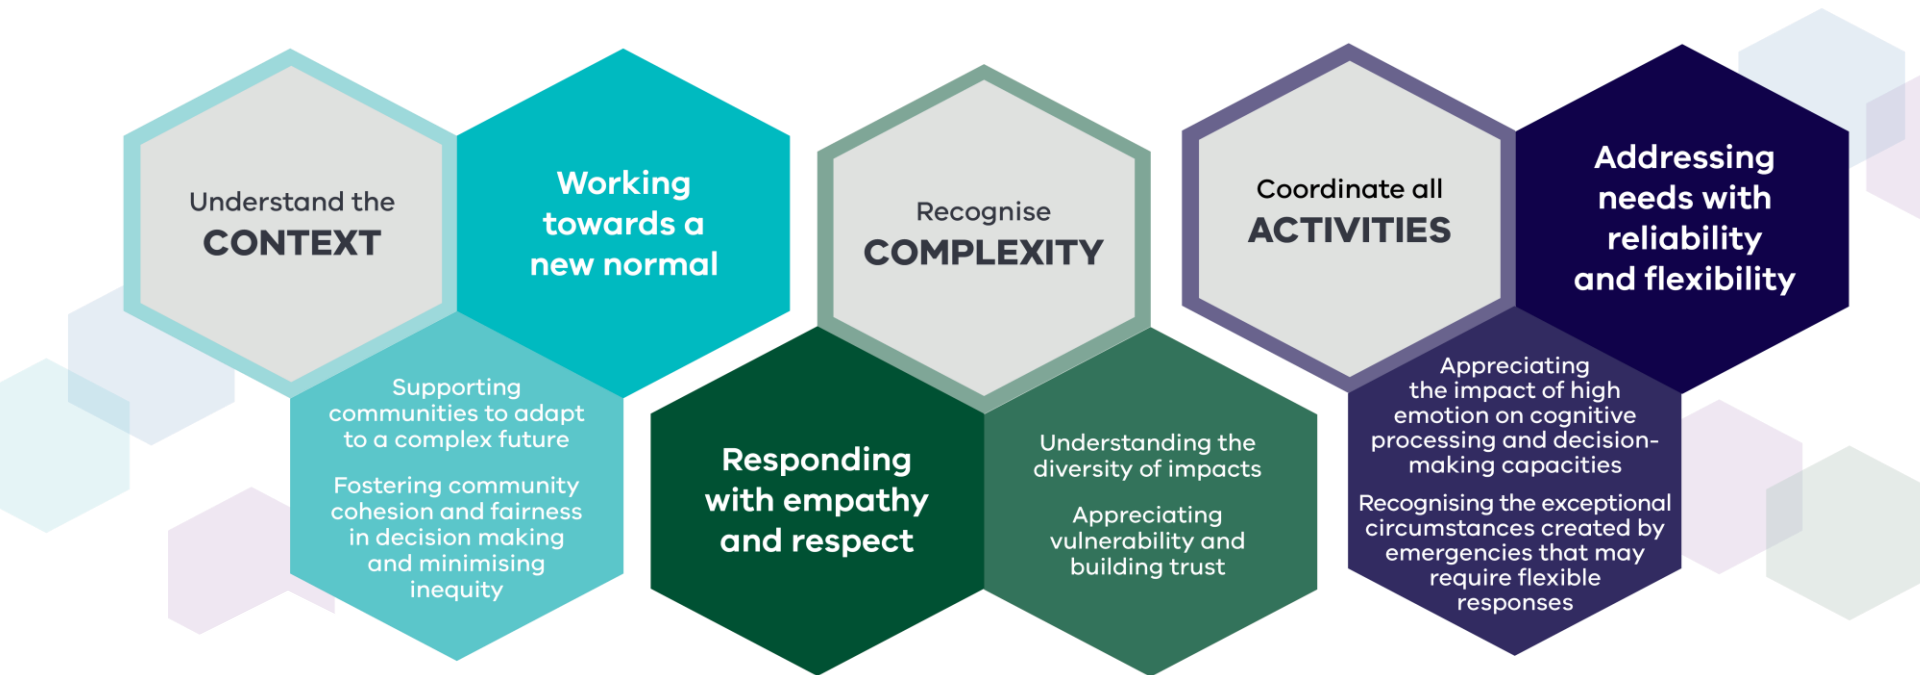 Understand the
CONTEXT
Working
towards a
new normal
Supporting
communities to adapt
to a complex future
Fostering community
cohesion and fairness
in decision making
and minimising
inequity
Recognise
COMPLEXITY
Responding
with empathy
and respect
Understanding the
diversity of impacts
Appreciating
vulnerability and
building trust
Coordinate all
ACTIVITIES
Addressing
needs with
reliability
and flexibility
Appreciating
the impact of high
emotion on cognitive
processing and decision-
making capacities
Recognising the exceptional
circumstances created by
emergencies that may
require flexible
responses